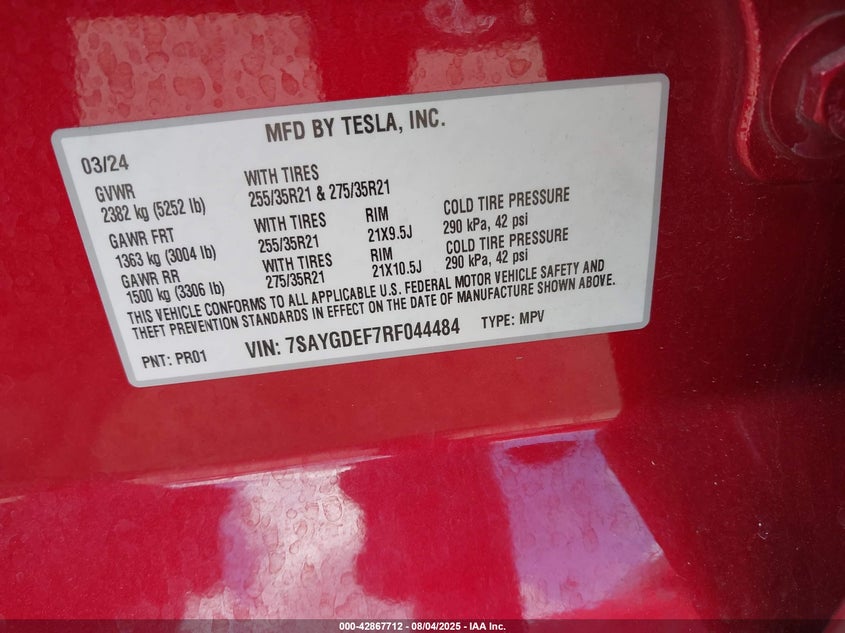 MFD BY TESLA, INC.
03/24
GVWR WITH TIRES
2382 kg (5252 lb) 255/35R21 & 275/35R21
GAWR FRT WITH TIRES RIM COLD TIRE PRESSURE
1363 kg (3004 lb) 255/35R21 21X9.5J 290 kPa, 42 psi
GAWR RR WITH TIRES RIM COLD TIRE PRESSURE
1500 kg (3306 lb) 275/35R21 21X10.5J 290 kPa, 42 psi
THIS VEHICLE CONFORMS TO ALL APPLICABLE U.S. FEDERAL MOTOR VEHICLE SAFETY AND
THEFT PREVENTION STANDARDS IN EFFECT ON THE DATE OF MANUFACTURE SHOWN ABOVE.
PNT: PR01 VIN: 7SAYGDEF7RF044484 TYPE: MPV
000-42867712 - 08/04/2025 - IAA Inc.